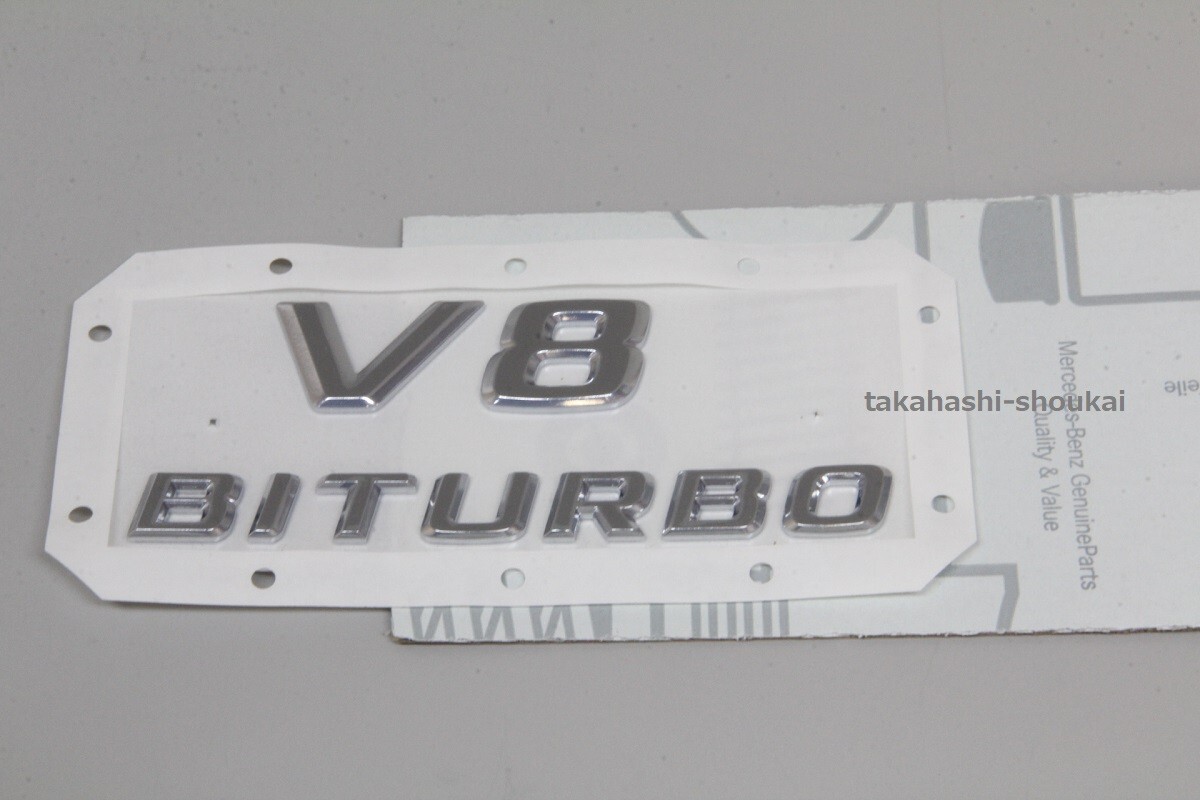 V8
BITURBO
takahashi-shoukai
Mercedes-Benz GenuineParts
Quality & Value